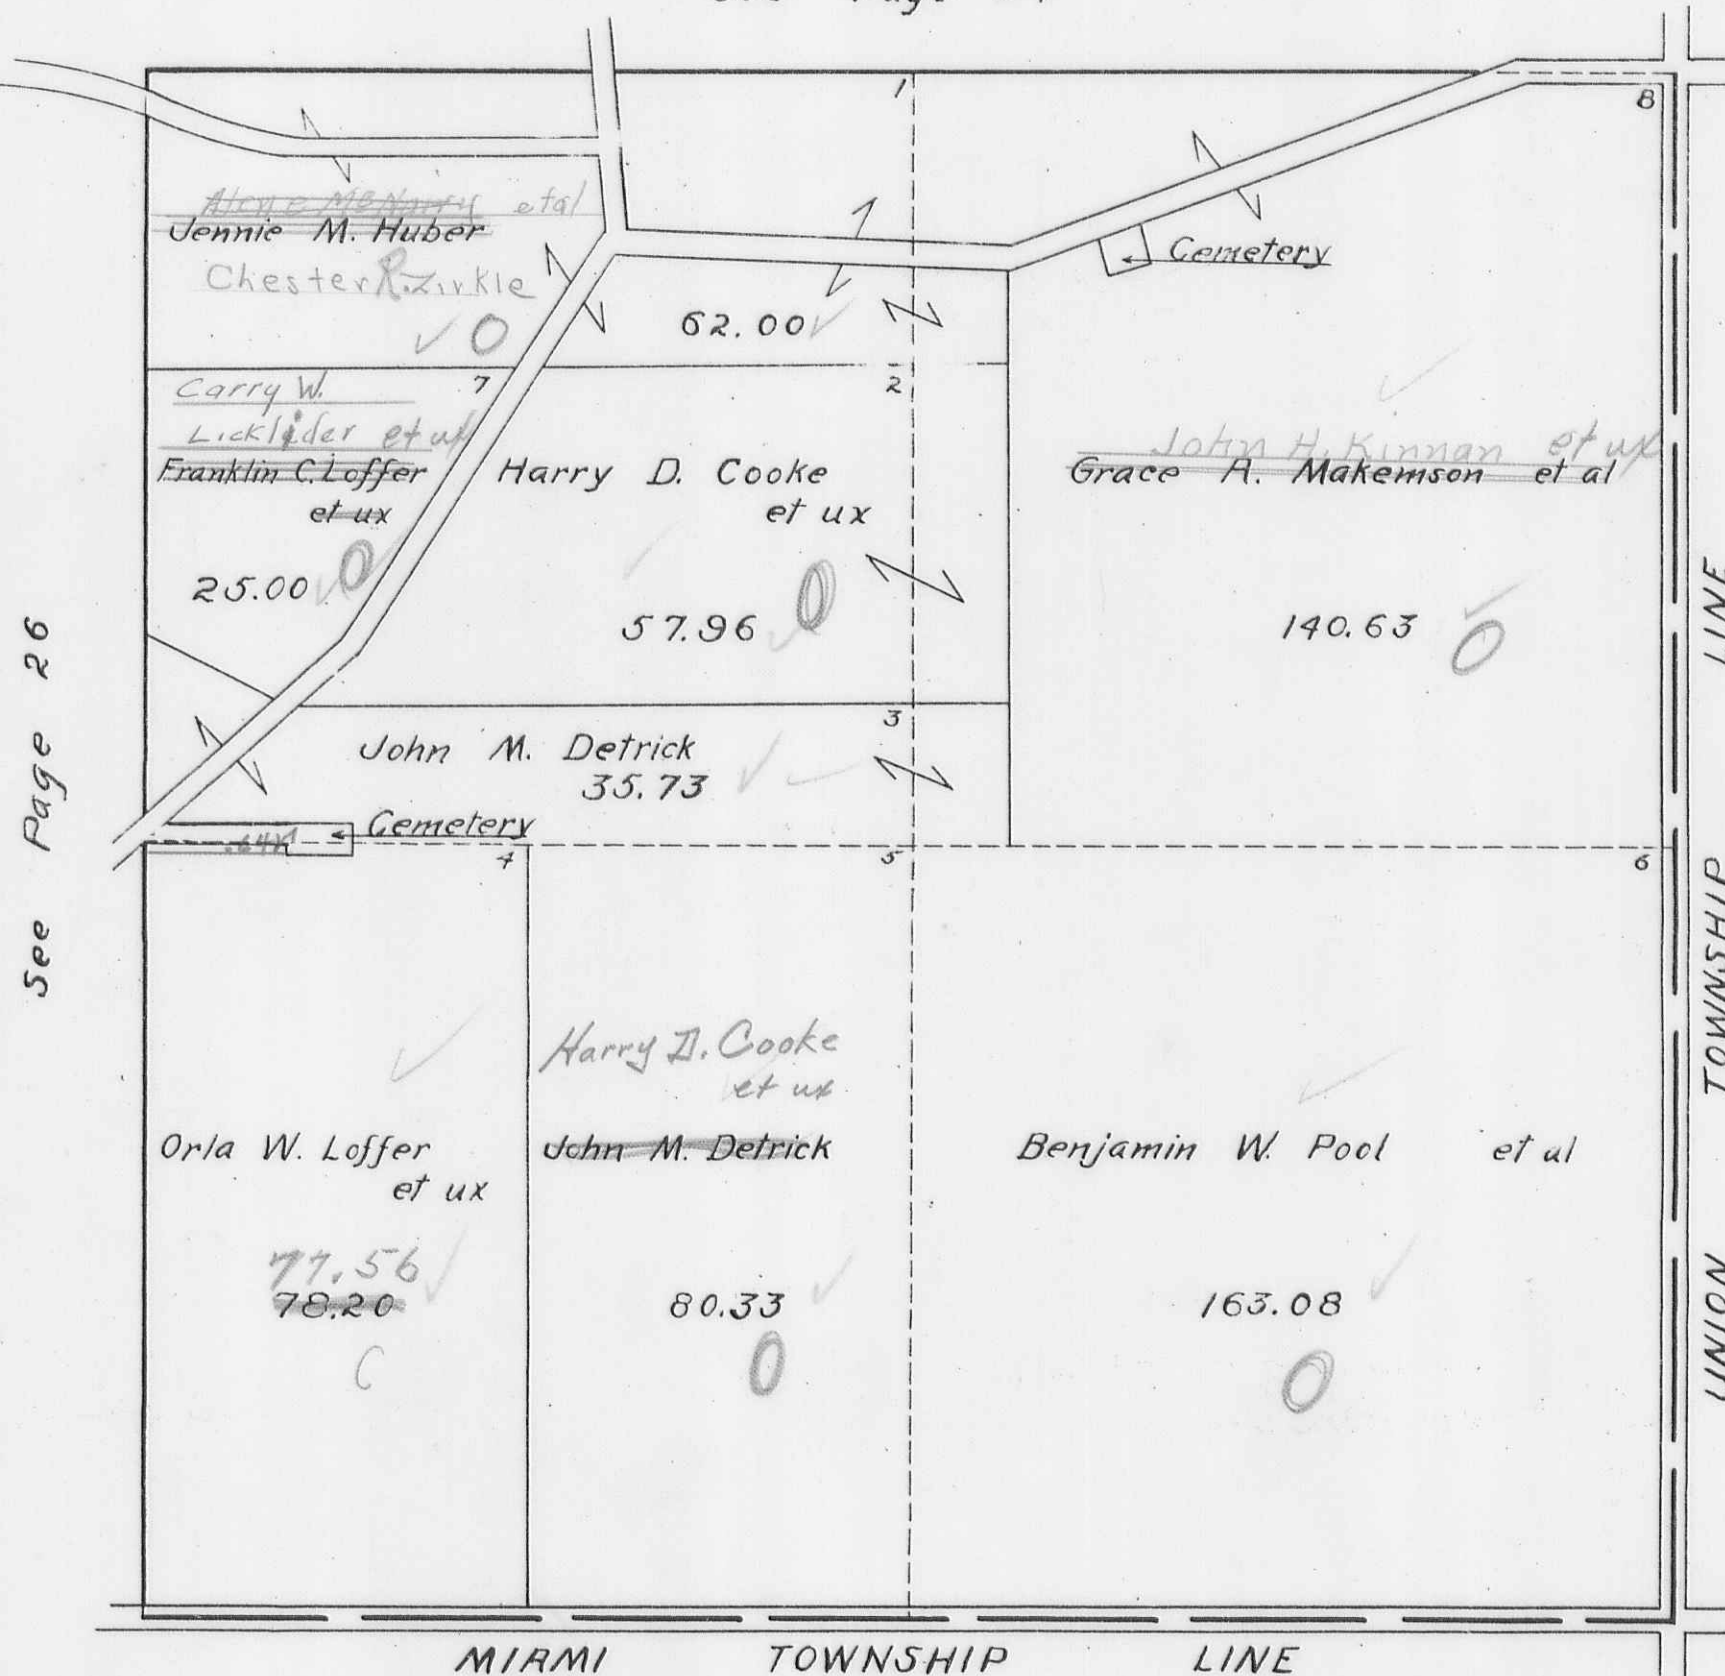 1
8
etal
Jennie M. Huber
Chester R. Zirkle
Cemetery
62.00
7
2
Carry W.
Licklider et ux
Franklin C. Loffer
et ux
25.00
Harry D. Cooke
et ux
57.96
John H. Kinnan et ux
Grace A. Makemson et al
140.63
3
John M. Detrick
35.73
Cemetery
.64
4
5
6
See Page 26
Harry D. Cooke
et ux
Orla W. Loffer
et ux
77.56
78.20
John M. Detrick
80.33
Benjamin W. Pool et al
163.08
UNION TOWNSHIP LINE
MIAMI TOWNSHIP LINE